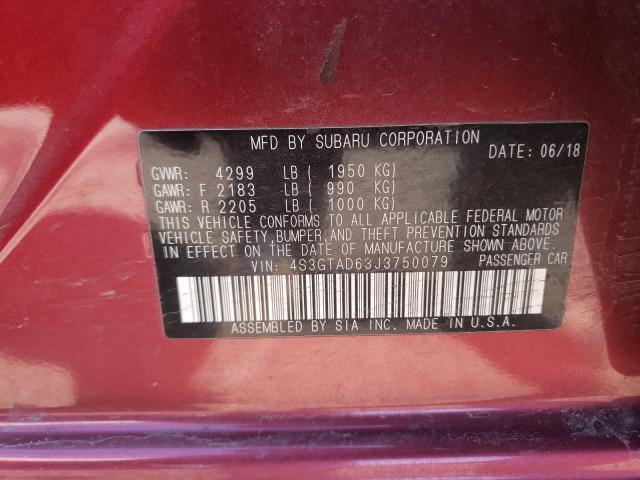 MFD BY SUBARU CORPORATION
DATE: 06/18
GVWR: 4299 LB ( 1950 KG)
GAWR: F 2183 LB ( 990 KG)
GAWR: R 2205 LB ( 1000 KG)
THIS VEHICLE CONFORMS TO ALL APPLICABLE FEDERAL MOTOR
VEHICLE SAFETY, BUMPER, AND THEFT PREVENTION STANDARDS
IN EFFECT ON THE DATE OF MANUFACTURE SHOWN ABOVE.
VIN: 4S3GTAD63J3750079 PASSENGER CAR
ASSEMBLED BY SIA INC. MADE IN U.S.A.